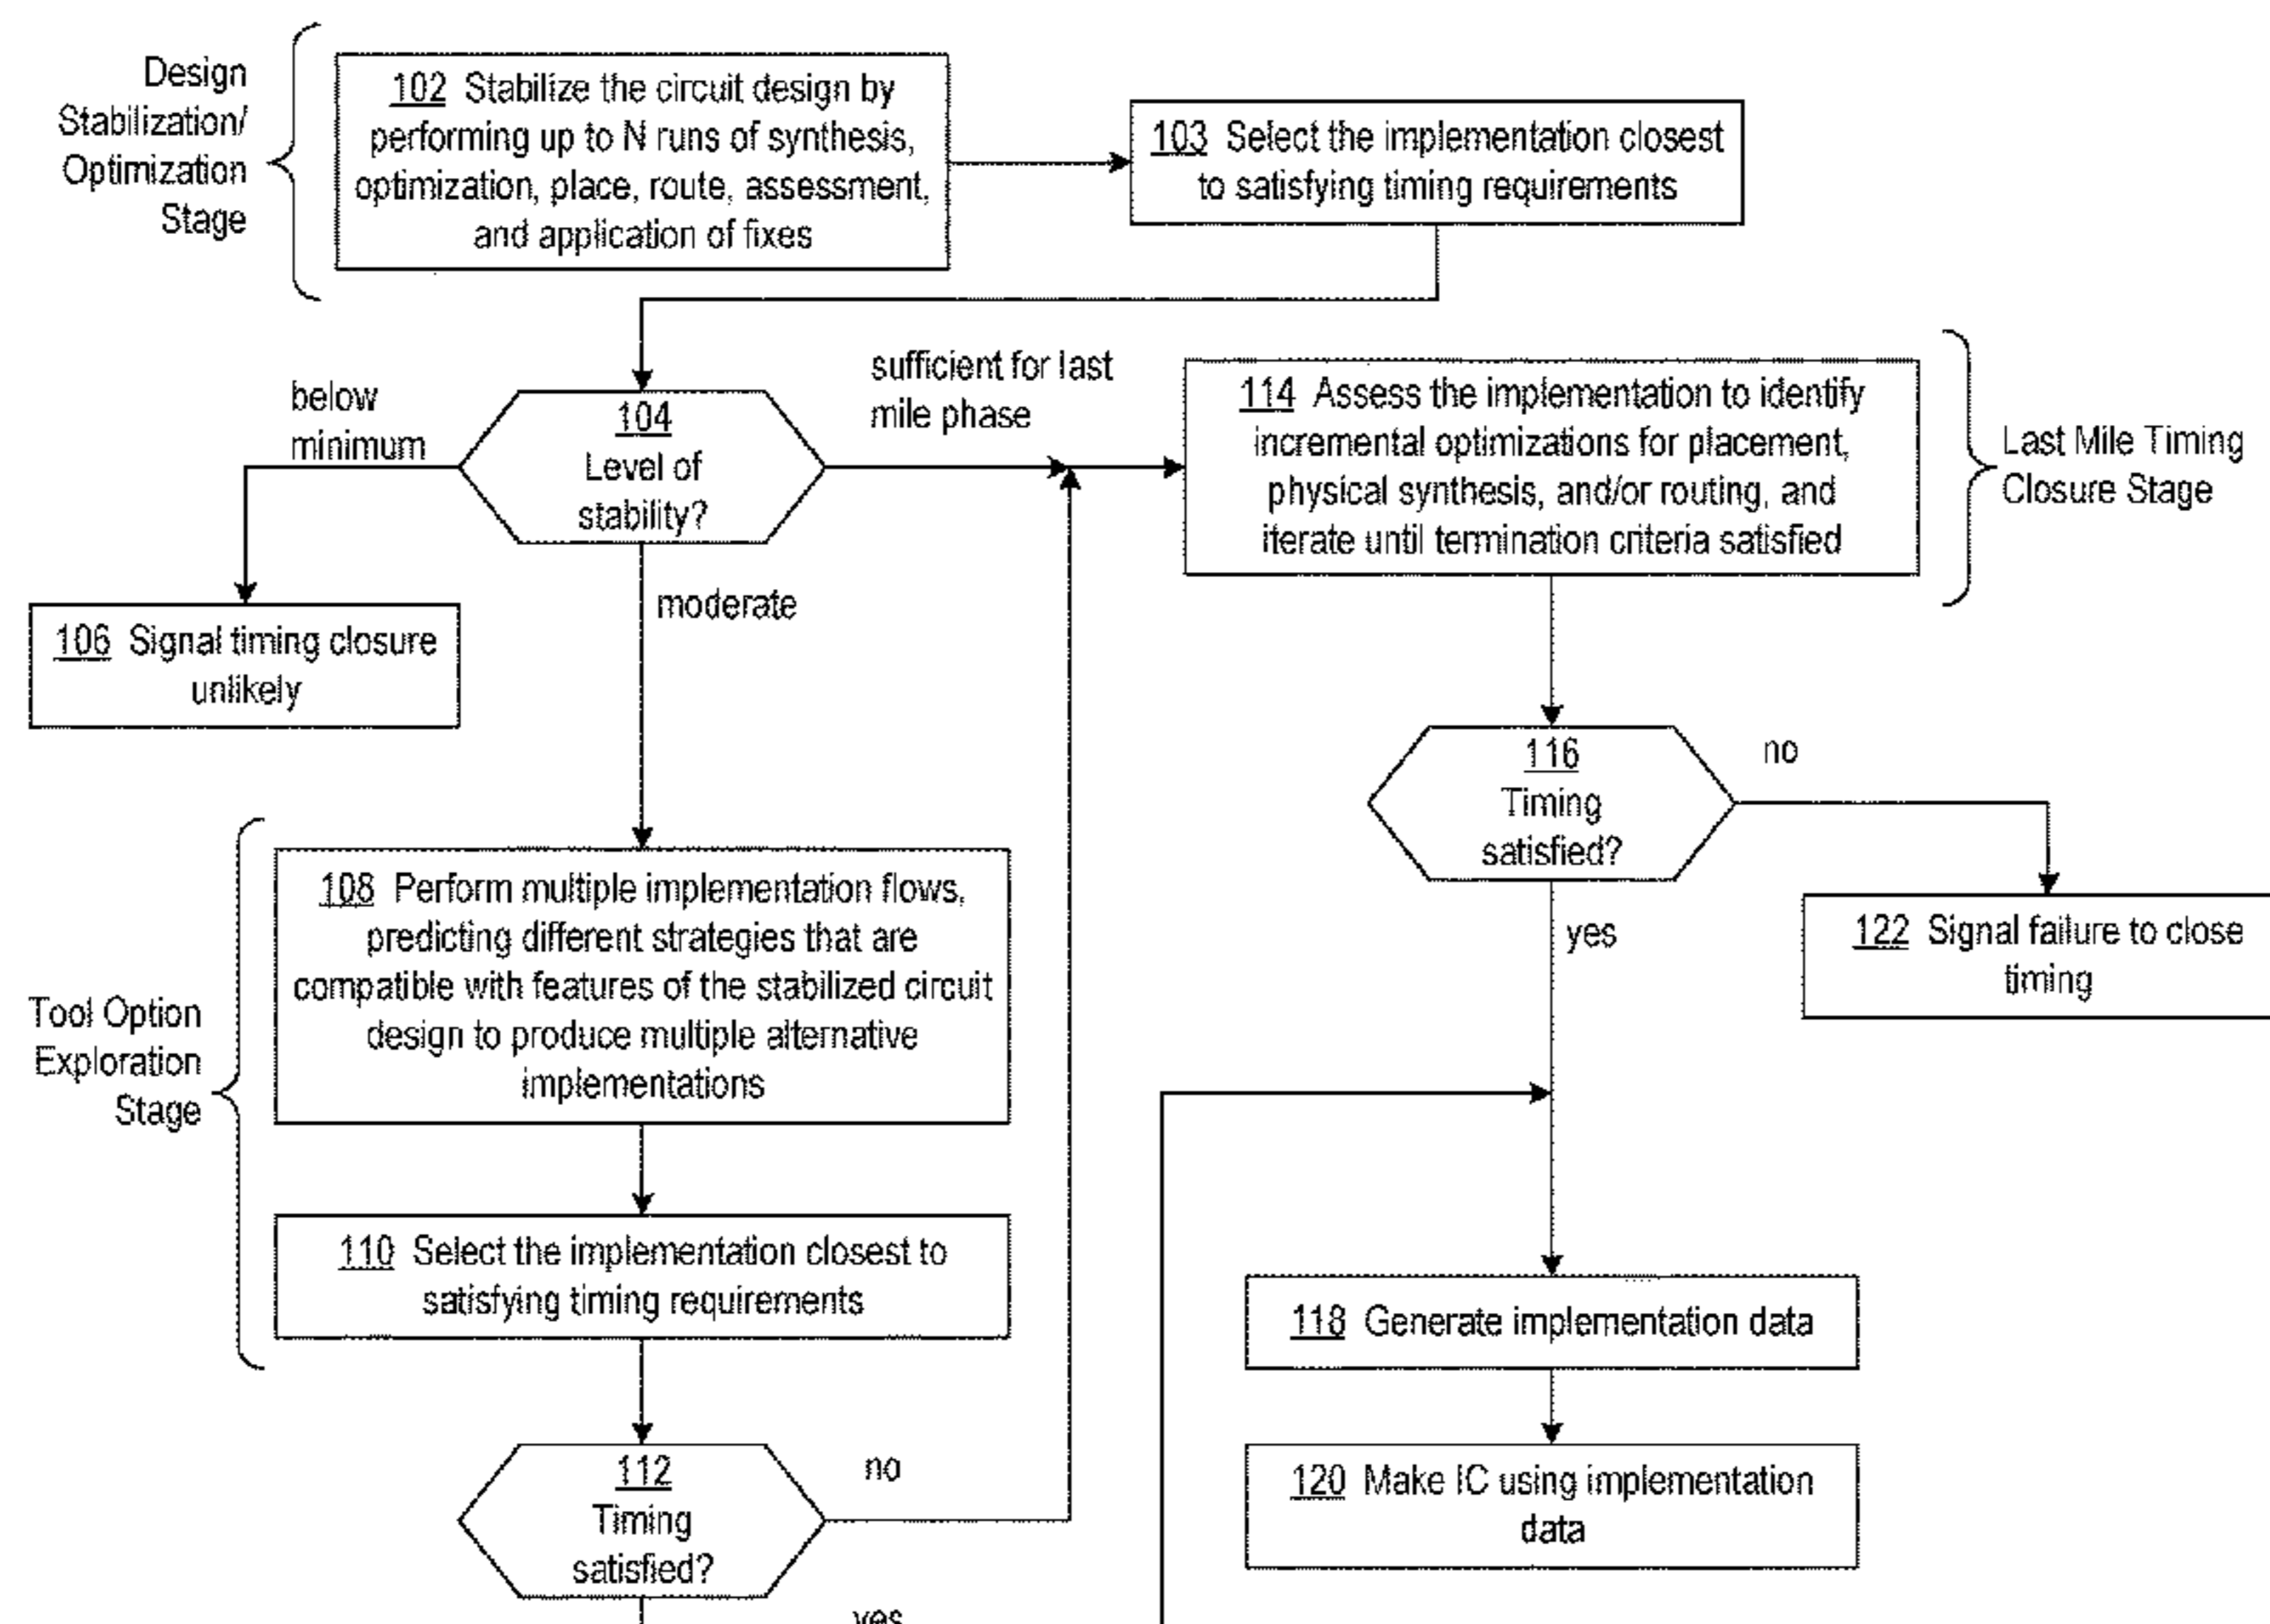 Design
Stabilization/
Optimization
Stage
102 Stabilize the circuit design by
performing up to N runs of synthesis,
optimization, place, route, assessment,
and application of fixes
103 Select the implementation closest
to satisfying timing requirements
below
minimum
104
Level of
stability?
sufficient for last
mile phase
moderate
114 Assess the implementation to identify
incremental optimizations for placement,
physical synthesis, and/or routing, and
iterate until termination criteria satisfied
Last Mile Timing
Closure Stage
106 Signal timing closure
unlikely
116
Timing
satisfied?
no
yes
122 Signal failure to close
timing
Tool Option
Exploration
Stage
108 Perform multiple implementation flows,
predicting different strategies that are
compatible with features of the stabilized circuit
design to produce multiple alternative
implementations
110 Select the implementation closest to
satisfying timing requirements
112
Timing
satisfied?
no
yes
118 Generate implementation data
120 Make IC using implementation
data